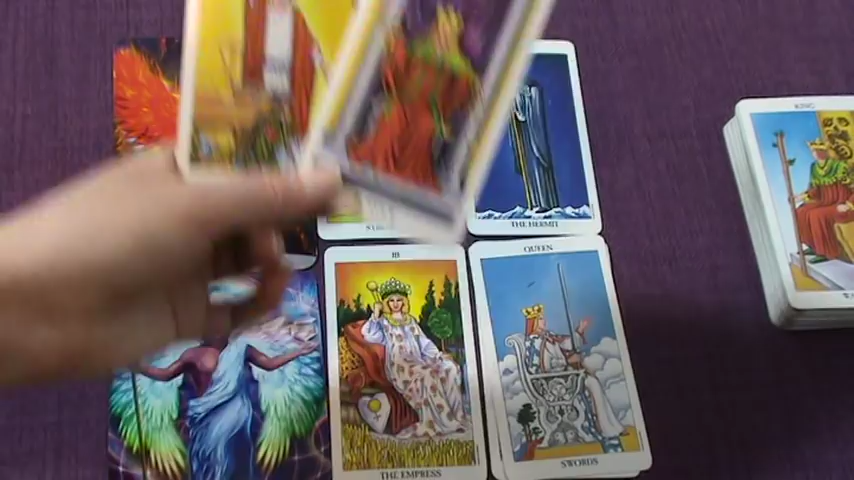 KING
THE HERMIT
III
QUEEN
THE EMPRESS
SWORDS